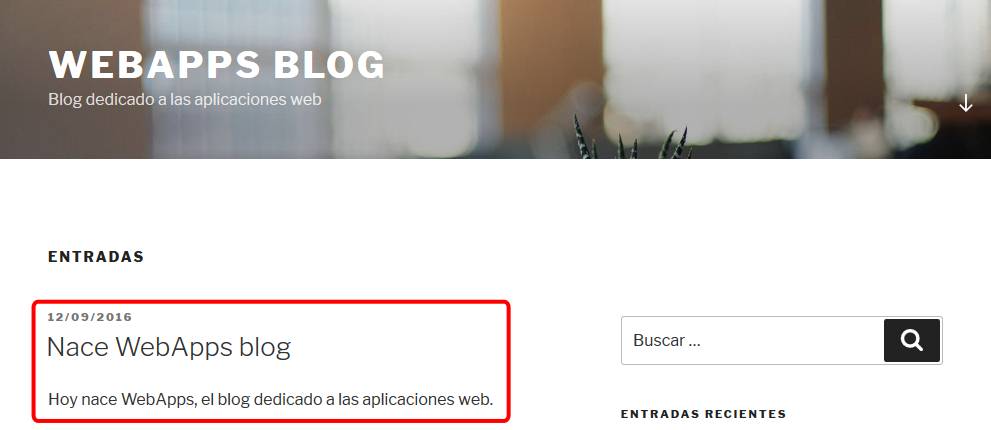 WEBAPPS BLOG
Blog dedicado a las aplicaciones web
ENTRADAS
12/09/2016
Nace WebApps blog
Hoy nace WebApps, el blog dedicado a las aplicaciones web.
Buscar ...
ENTRADAS RECIENTES